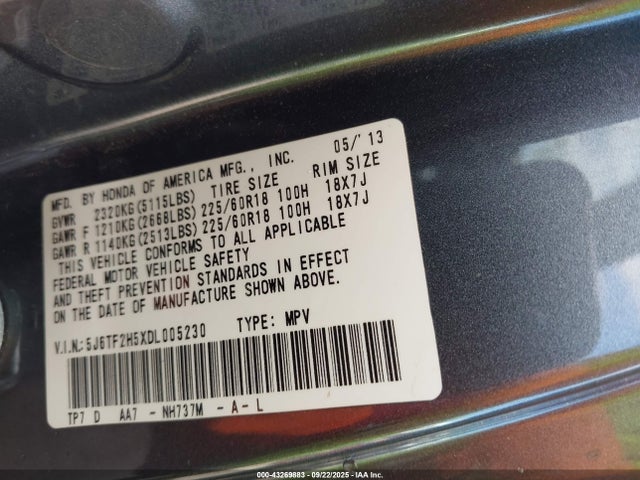 MFD. BY HONDA OF AMERICA MFG., INC. 05/'13
TIRE SIZE RIM SIZE
GVWR 2320KG(5115LBS)
GAWR F 1210KG(2668LBS) 225/60R18 100H 18X7J
GAWR R 1140KG(2513LBS) 225/60R18 100H 18X7J
THIS VEHICLE CONFORMS TO ALL APPLICABLE
FEDERAL MOTOR VEHICLE SAFETY
AND THEFT PREVENTION STANDARDS IN EFFECT
ON THE DATE OF MANUFACTURE SHOWN ABOVE.
V.I.N.: 5J6TF2H5XDL005230 TYPE: MPV
TP7 D AA7 - NH737M - A - L
000-43269883 - 09/22/2025 - IAA Inc.